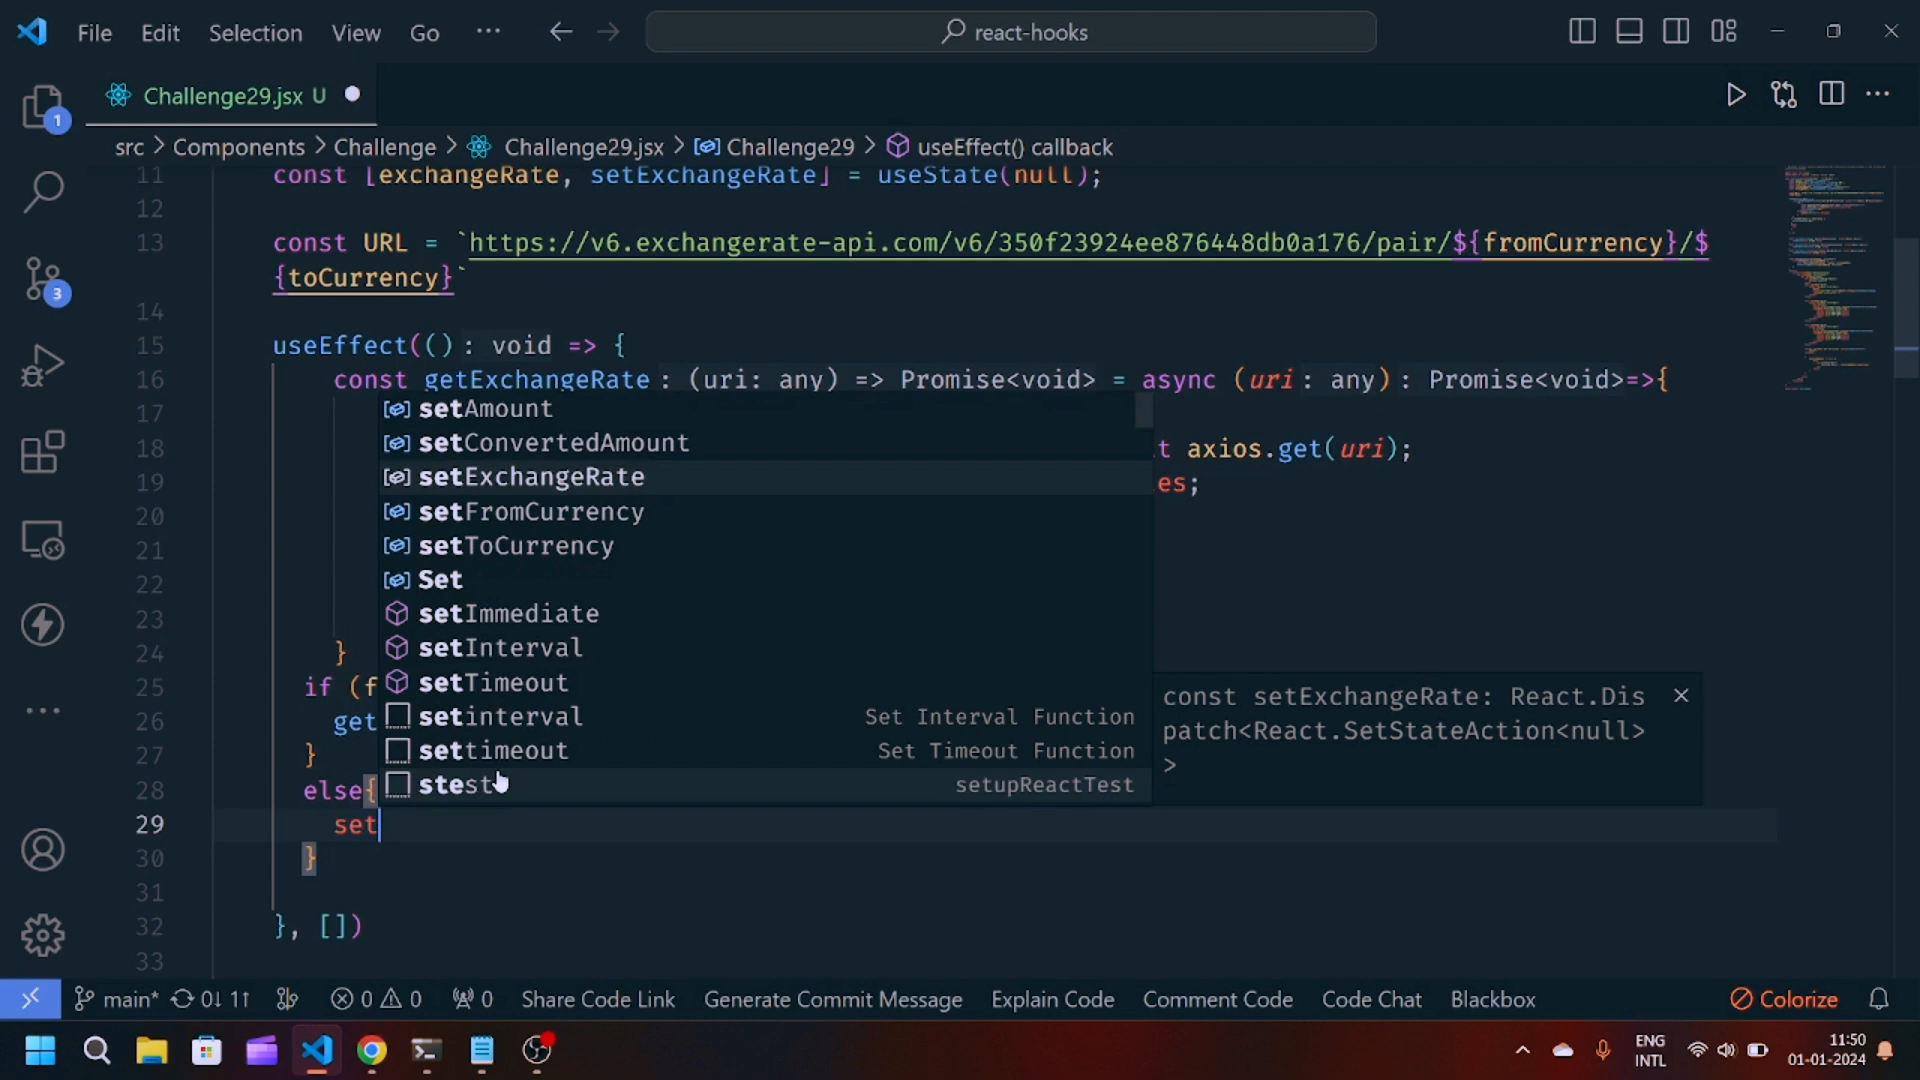 File Edit Selection View Go ··· react-hooks
Challenge29.jsx U
1
src > Components > Challenge > Challenge29.jsx > Challenge29 > useEffect() callback
11 const [exchangeRate, setExchangeRate] = useState(null);
12
13 const URL = `https://v6.exchangerate-api.com/v6/350f23924ee876448db0a176/pair/${fromCurrency}/$
{toCurrency}`
3
14
15 useEffect((): void => {
16 const getExchangeRate: (uri: any) => Promise<void> = async (uri: any): Promise<void>=>{
17 setAmount
18 setConvertedAmount t axios.get(uri);
19 setExchangeRate es;
20 setFromCurrency
21 setToCurrency
22 Set
23 setImmediate
24 } setInterval
25 if (f setTimeout
const setExchangeRate: React.Dis
patch<React.SetStateAction<null>
>
26 get setinterval Set Interval Function
27 } settimeout Set Timeout Function
28 else{ stest setupReactTest
29 set
30 }
31
32 }, [])
33
main* 0↓ 1↑ 0 0 0 Share Code Link Generate Commit Message Explain Code Comment Code Code Chat Blackbox Colorize
ENG
INTL
11:50
01-01-2024